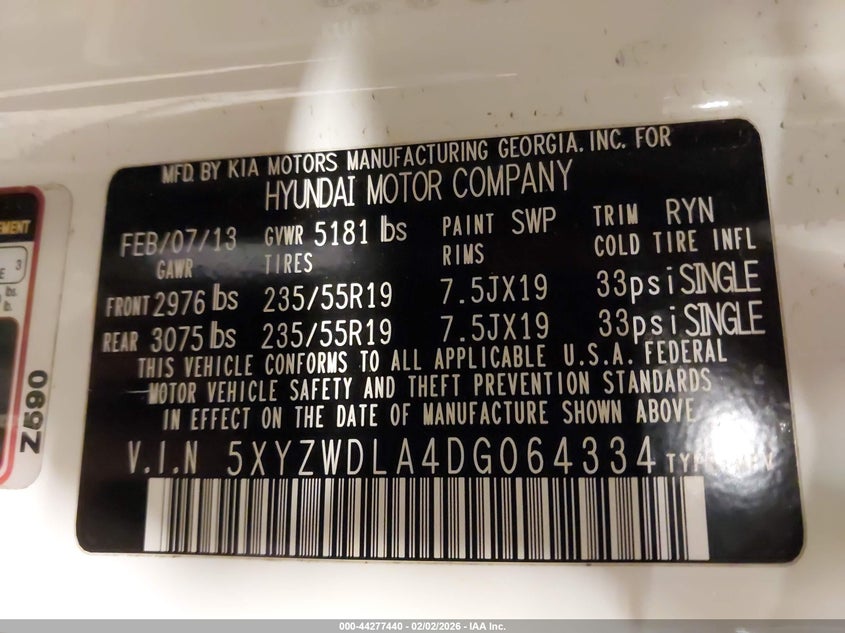 MFD. BY KIA MOTORS MANUFACTURING GEORGIA. INC. FOR
HYUNDAI MOTOR COMPANY
FEB/07/13 GVWR 5181 lbs PAINT SWP TRIM RYN
GAWR TIRES RIMS COLD TIRE INFL
FRONT 2976 lbs 235/55R19 7.5JX19 33psi SINGLE
REAR 3075 lbs 235/55R19 7.5JX19 33psi SINGLE
THIS VEHICLE CONFORMS TO ALL APPLICABLE U.S.A. FEDERAL
MOTOR VEHICLE SAFETY AND THEFT PREVENTION STANDARDS
IN EFFECT ON THE DATE OF MANUFACTURE SHOWN ABOVE
V.I.N 5XYZWDLA4DG064334
Z590
000-44277440 - 02/02/2026 - IAA Inc.